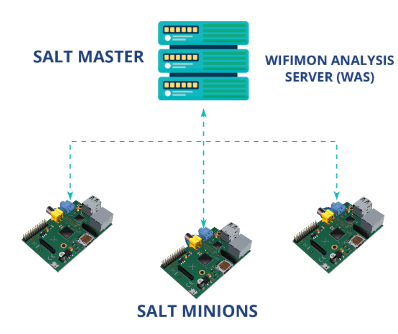 SALT MASTER
WIFIMON ANALYSIS
SERVER (WAS)
SALT MINIONS